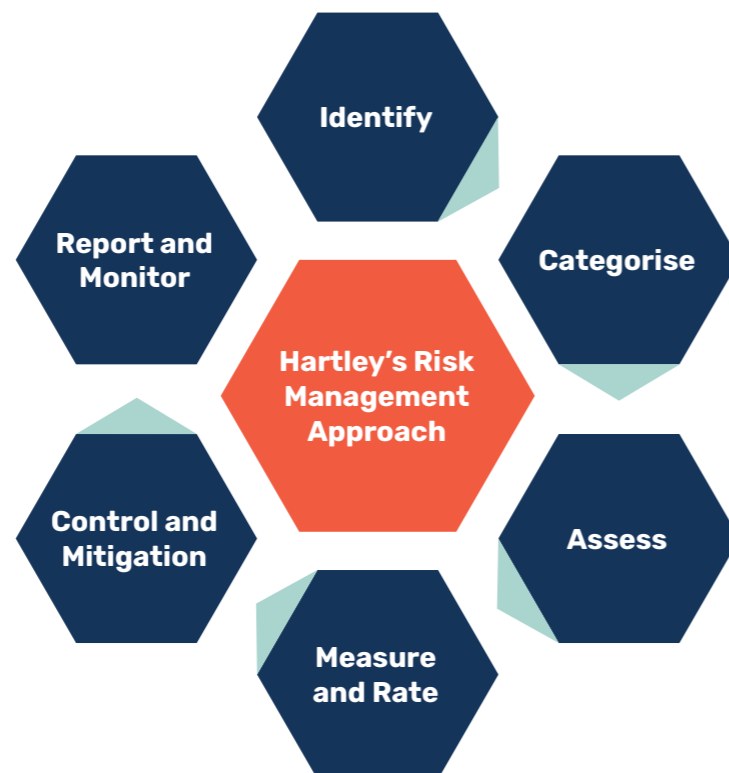 Identify
Categorise
Assess
Measure
and Rate
Control and
Mitigation
Report and
Monitor
Hartley’s Risk
Management
Approach